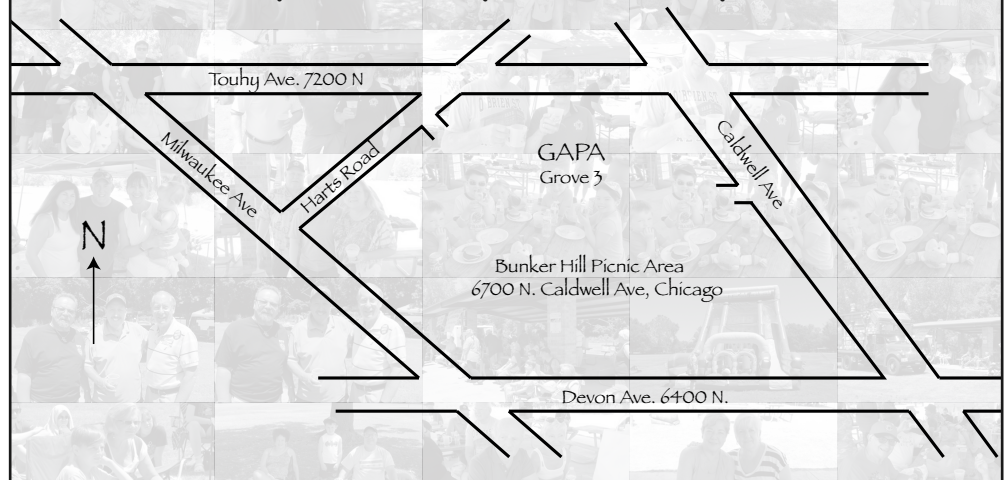 Touhy Ave. 7200 N
Milwaukee Ave
Harts Road
GAPA
Grove 3
Caldwell Ave
N
Bunker Hill Picnic Area
6700 N. Caldwell Ave, Chicago
Devon Ave. 6400 N.